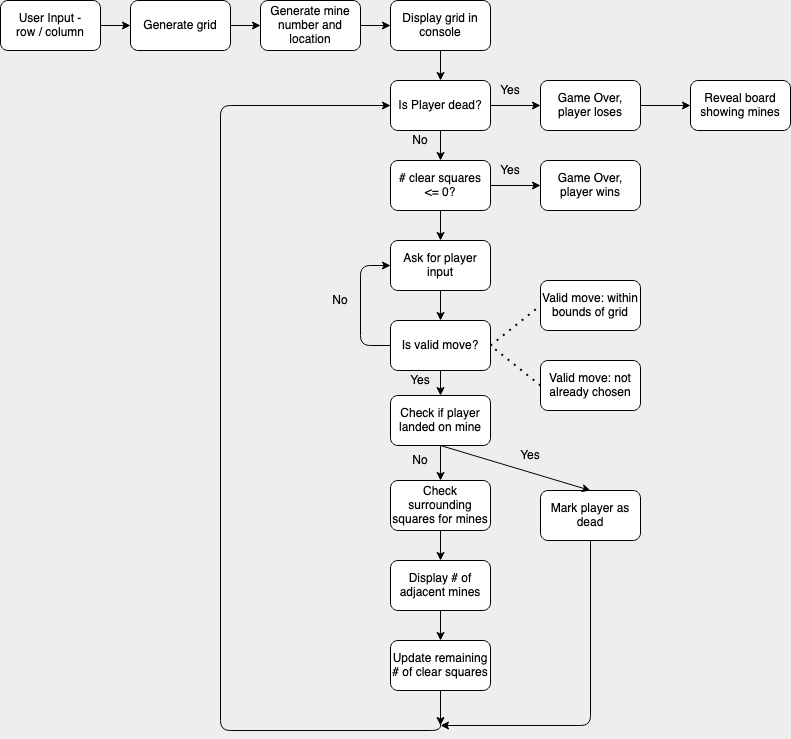 User Input -
row / column
Generate grid
Generate mine
number and
location
Display grid in
console
Is Player dead?
Yes
Game Over,
player loses
Reveal board
showing mines
No
# clear squares
<= 0?
Yes
Game Over,
player wins
Ask for player
input
No
Is valid move?
Valid move: within
bounds of grid
Valid move: not
already chosen
Yes
Check if player
landed on mine
No
Yes
Check
surrounding
squares for mines
Mark player as
dead
Display # of
adjacent mines
Update remaining
# of clear squares